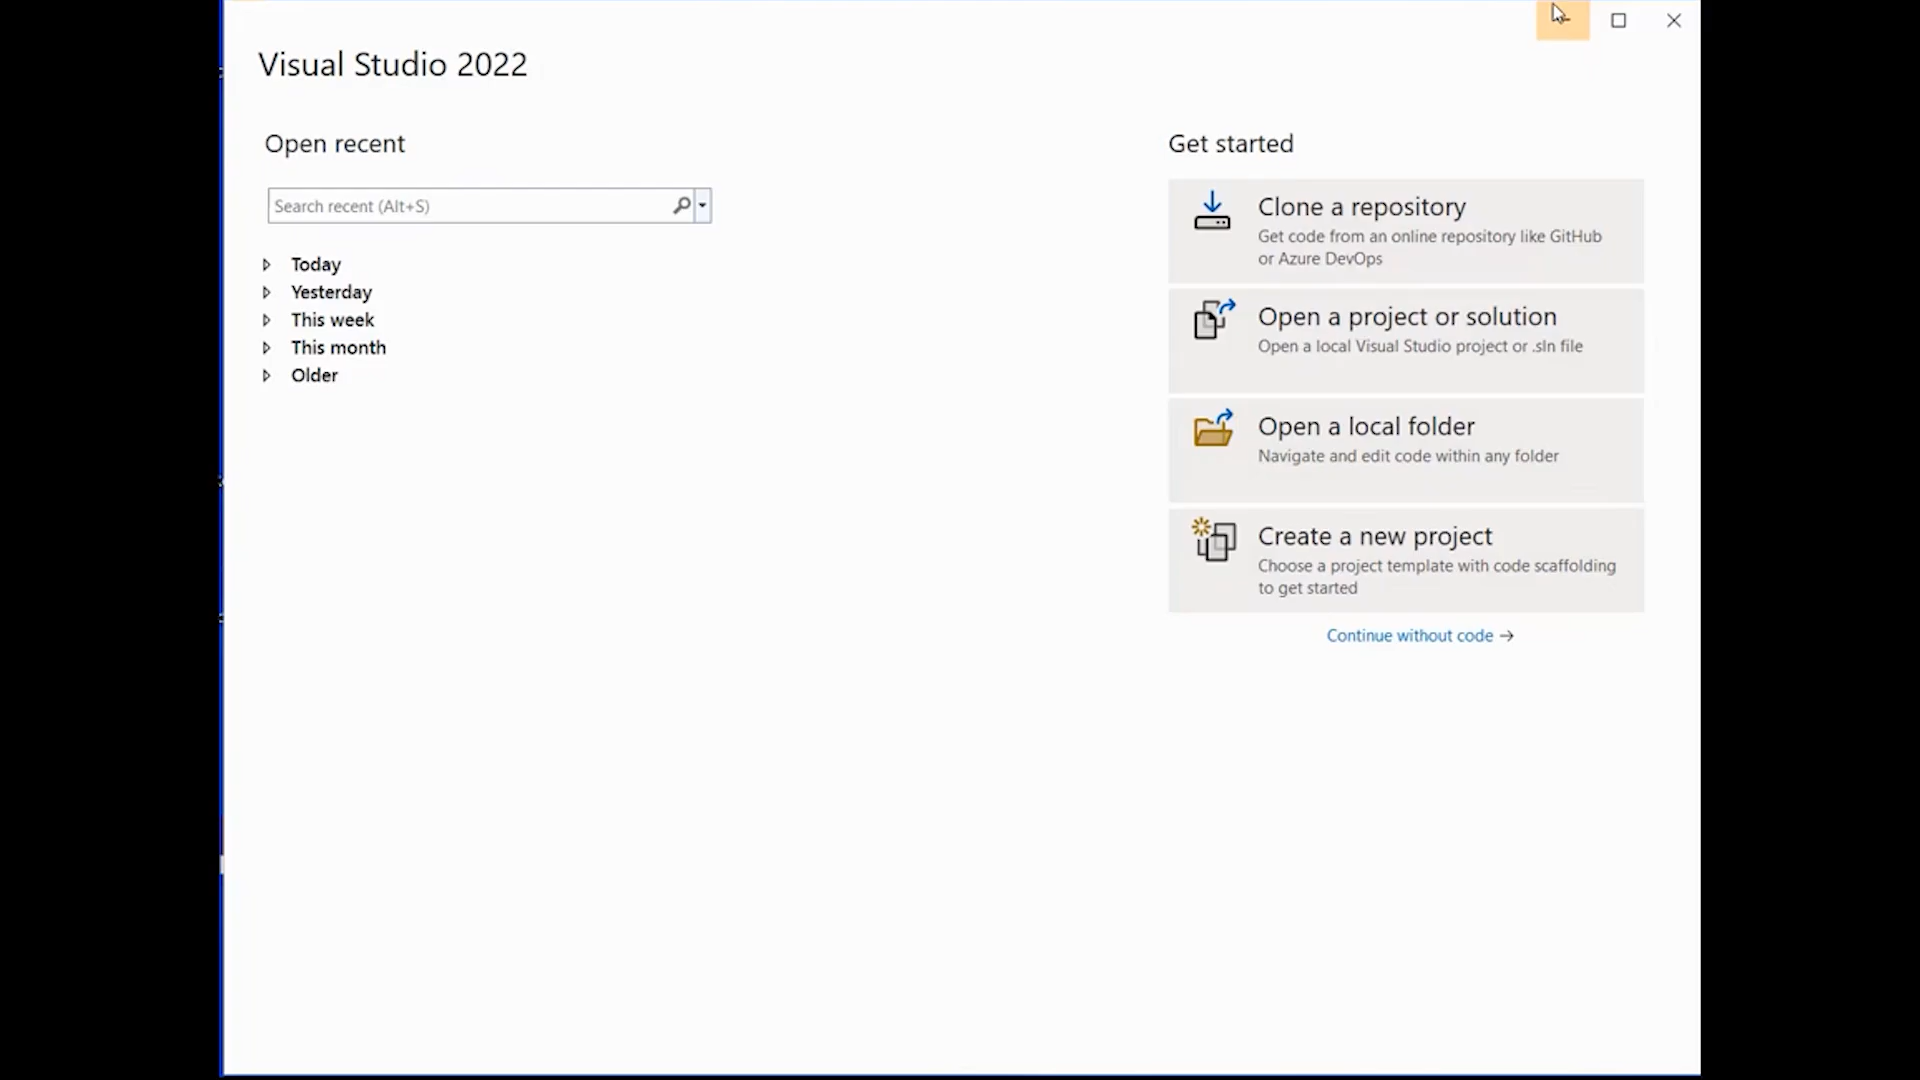 Visual Studio 2022
Open recent
Search recent (Alt+S)
Today
Yesterday
This week
This month
Older
Get started
Clone a repository
Get code from an online repository like GitHub
or Azure DevOps
Open a project or solution
Open a local Visual Studio project or .sln file
Open a local folder
Navigate and edit code within any folder
Create a new project
Choose a project template with code scaffolding
to get started
Continue without code →